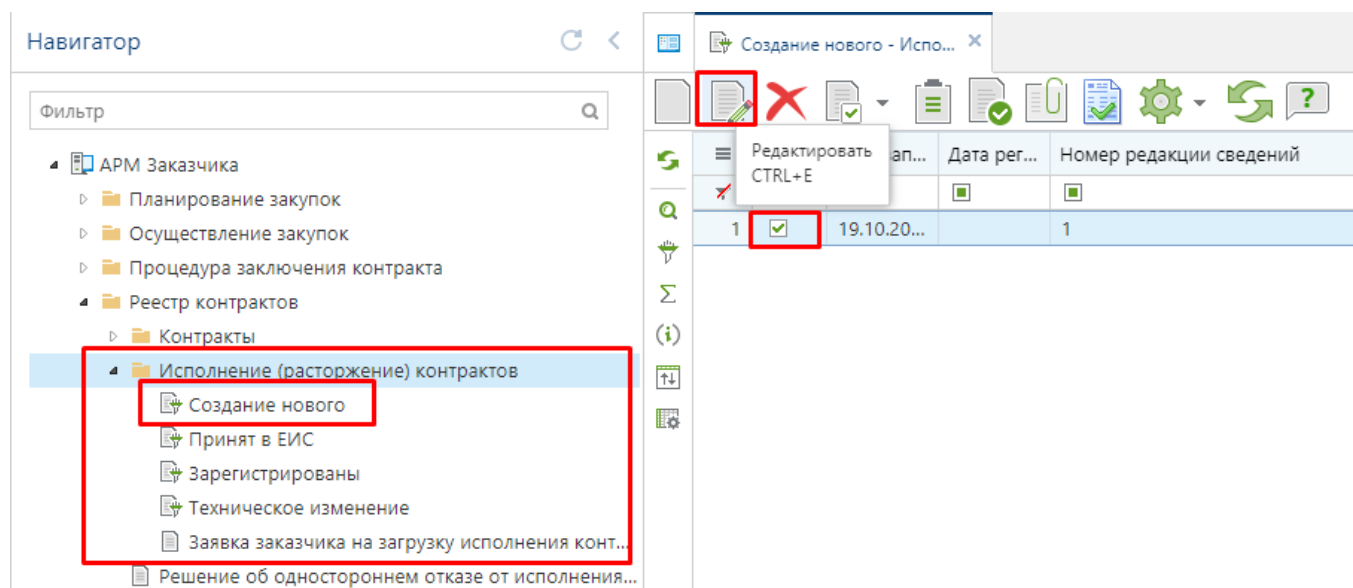 Навигатор
Фильтр
АРМ Заказчика
Планирование закупок
Осуществление закупок
Процедура заключения контракта
Реестр контрактов
Контракты
Исполнение (расторжение) контрактов
Создание нового
Принят в ЕИС
Зарегистрированы
Техническое изменение
Заявка заказчика на загрузку исполнения конт...
Решение об одностороннем отказе от исполнения...
Создание нового - Испо...
Редактировать
CTRL+E
ап... Дата рег... Номер редакции сведений
1 19.10.20... 1